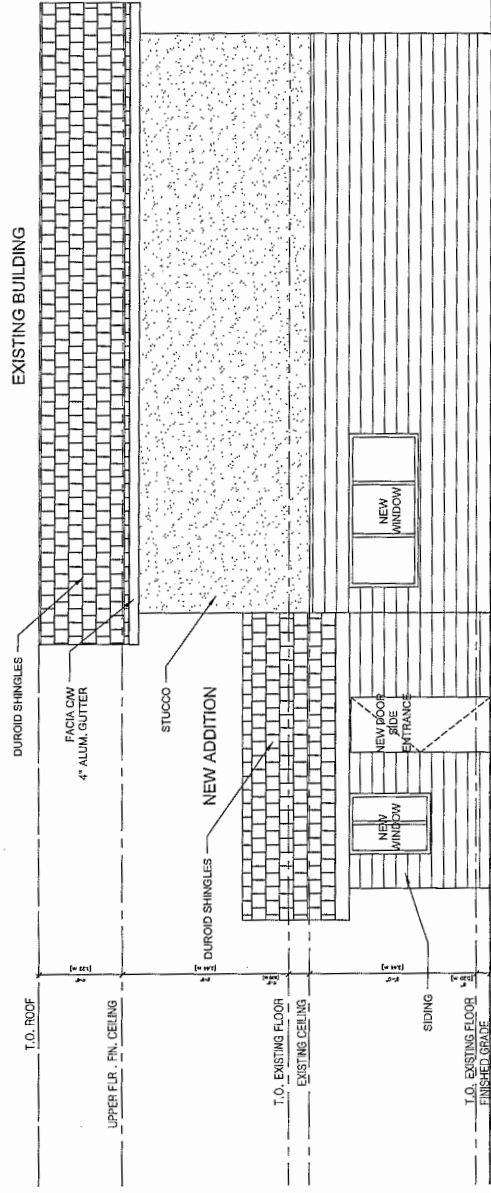 T.O. ROOF
UPPER FLR. FIN. CEILING
T.O. EXISTING FLOOR
EXISTING CEILING
T.O. EXISTING FLOOR
FINISHED GRADE
DUROID SHINGLES
FACIA C/W
4" ALUM. GUTTER
STUCCO
NEW ADDITION
DUROID SHINGLES
SIDING
EXISTING BUILDING
NEW
WINDOW
NEW DOOR
SIDE
ENTRANCE
NEW
WINDOW